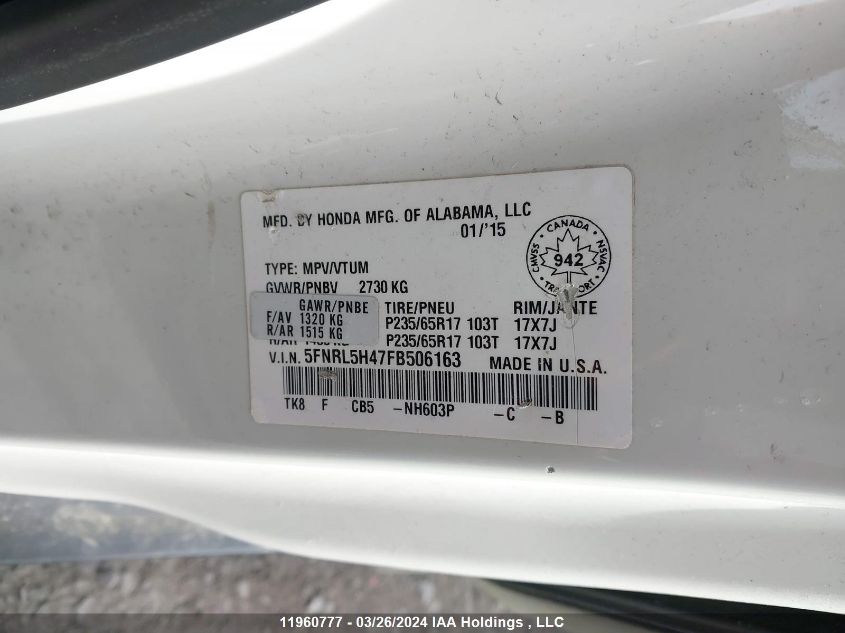 MFD. BY HONDA MFG. OF ALABAMA, LLC
01/'15
CANADA
CMVSS 942 NSVAC
TRANSPORT
TYPE: MPV/VTUM
GVWR/PNBV 2730 KG
GAWR/PNBE TIRE/PNEU RIM/JANTE
F/AV 1320 KG P235/65R17 103T 17X7J
R/AR 1515 KG P235/65R17 103T 17X7J
V.I.N. 5FNRL5H47FB506163 MADE IN U.S.A
TK8 F CB5 -NH603P -C -B
11960777 - 03/26/2024 IAA Holdings , LLC